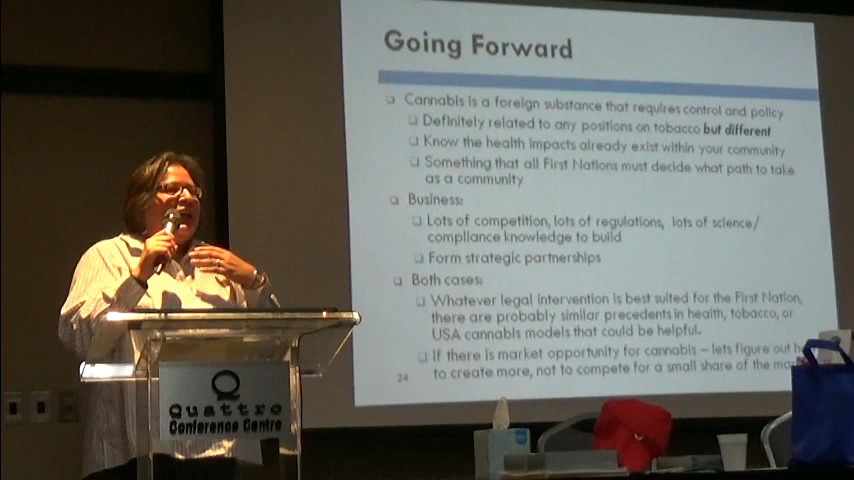 Going Forward
Cannabis is a foreign substance that requires control and policy
Definitely related to any positions on tobacco but different
Know the health impacts already exist within your community
Something that all First Nations must decide what path to take
as a community
Business:
Lots of competition, lots of regulations, lots of science/
compliance knowledge to build
Form strategic partnerships
Both cases:
Whatever legal intervention is best suited for the First Nation,
there are probably similar precedents in health, tobacco, or
USA cannabis models that could be helpful.
If there is market opportunity for cannabis – lets figure out
to create more, not to compete for a small share of the
24
Q
Quattro
Conference Centre